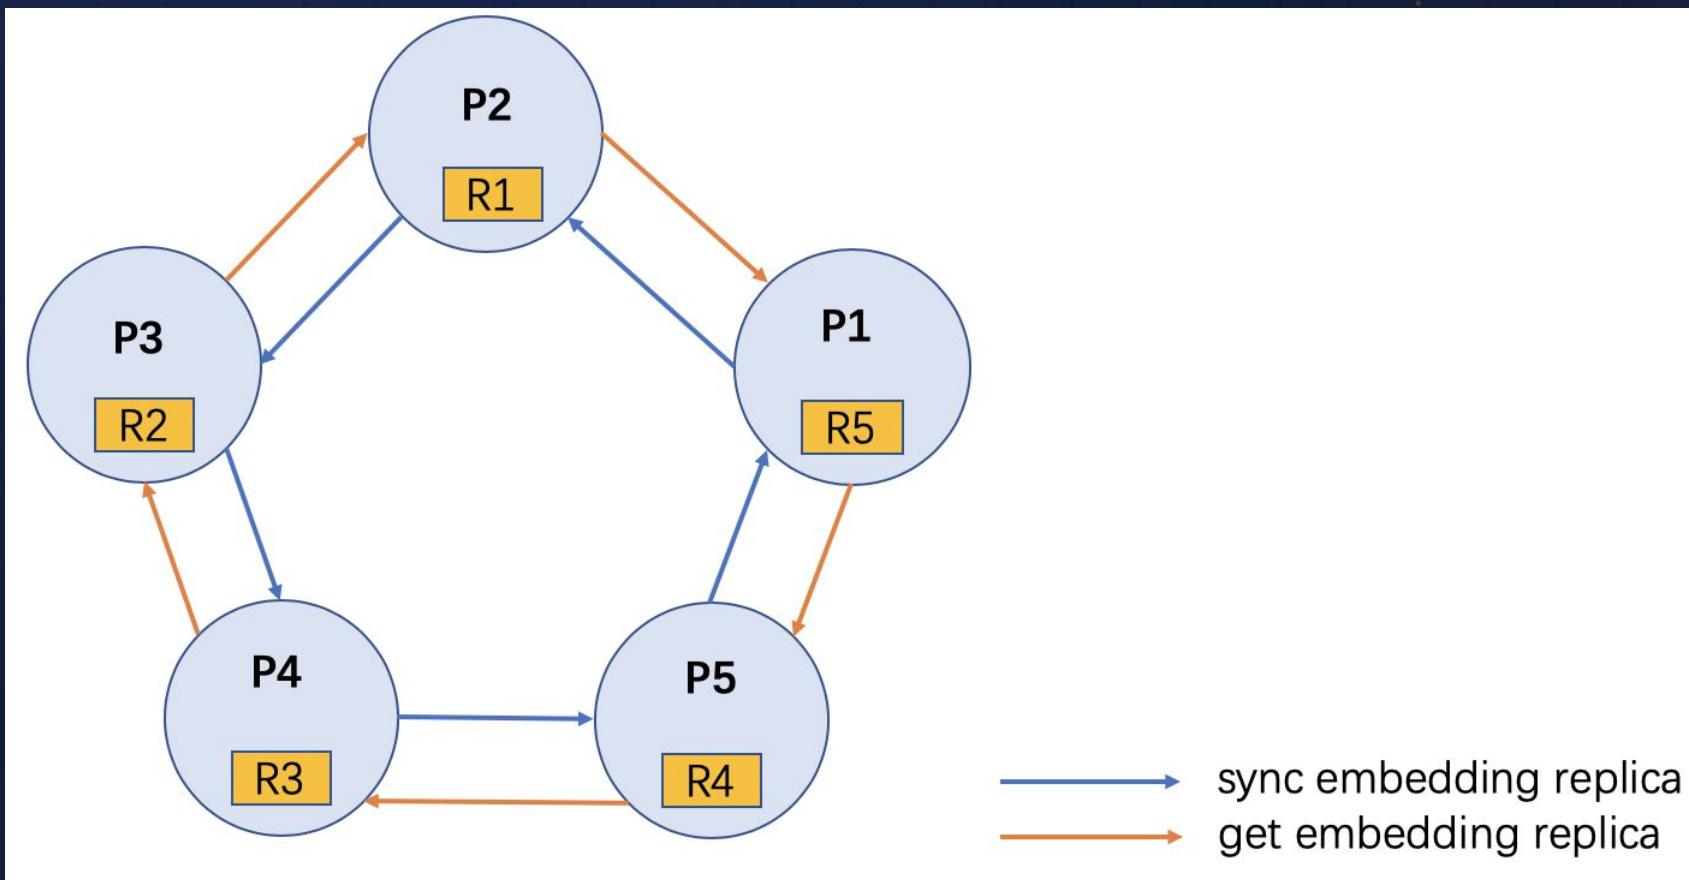 P2
R1
P3
R2
P1
R5
P4
R3
P5
R4
sync embedding replica
get embedding replica